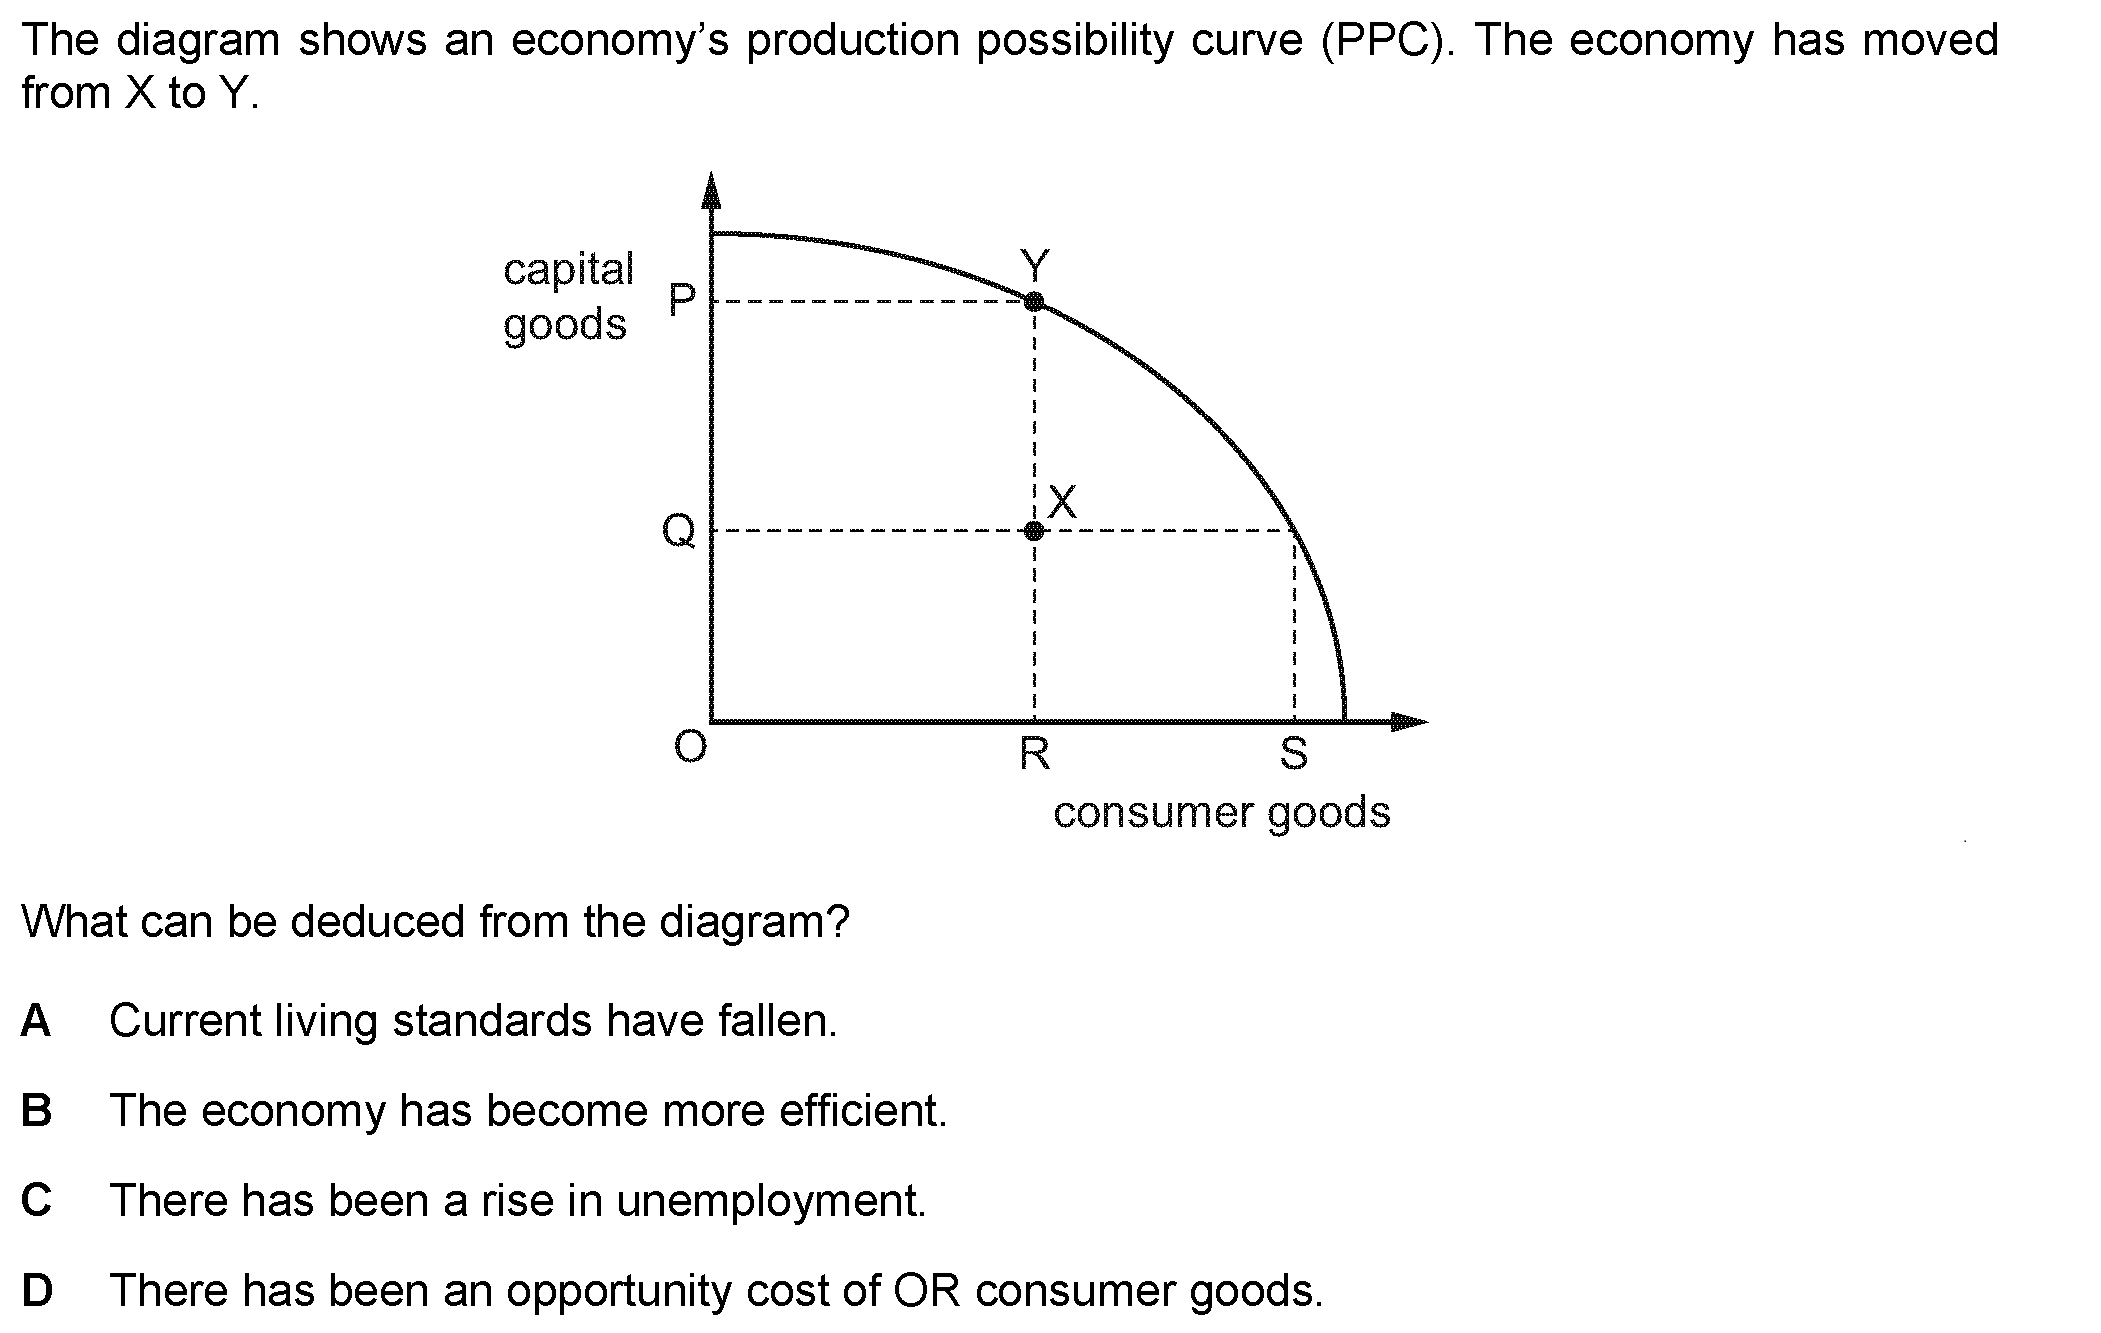 The diagram shows an economy’s production possibility curve (PPC). The economy has moved
from X to Y.
capital
goods
Y
P
X
Q
O
R
S
consumer goods
What can be deduced from the diagram?
A Current living standards have fallen.
B The economy has become more efficient.
C There has been a rise in unemployment.
D There has been an opportunity cost of OR consumer goods.